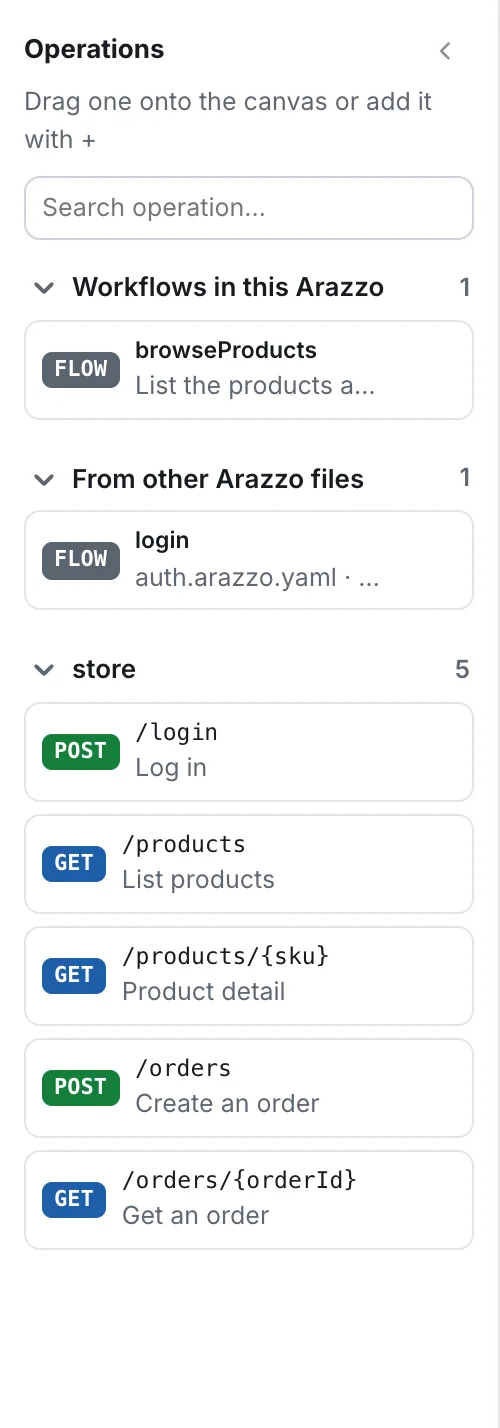 Operations
Drag one onto the canvas or add it
with +
Search operation...
Workflows in this Arazzo 1
FLOW browseProducts
List the products a...
From other Arazzo files 1
FLOW login
auth.arazzo.yaml · ...
store 5
POST /login
Log in
GET /products
List products
GET /products/{sku}
Product detail
POST /orders
Create an order
GET /orders/{orderId}
Get an order